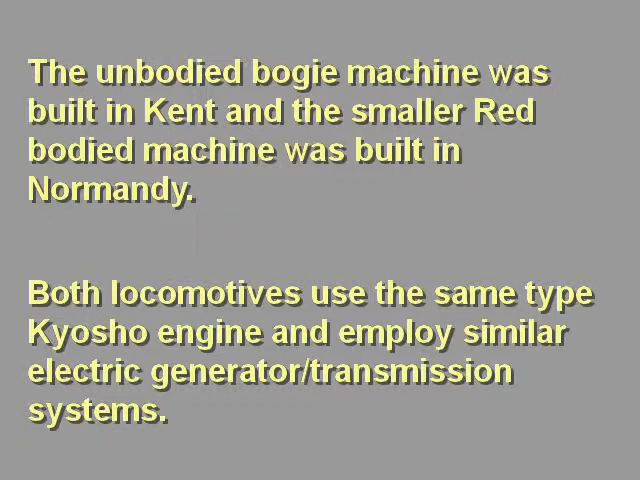 The unbodied bogie machine was
built in Kent and the smaller Red
bodied machine was built in
Normandy.
Both locomotives use the same type
Kyosho engine and employ similar
electric generator/transmission
systems.